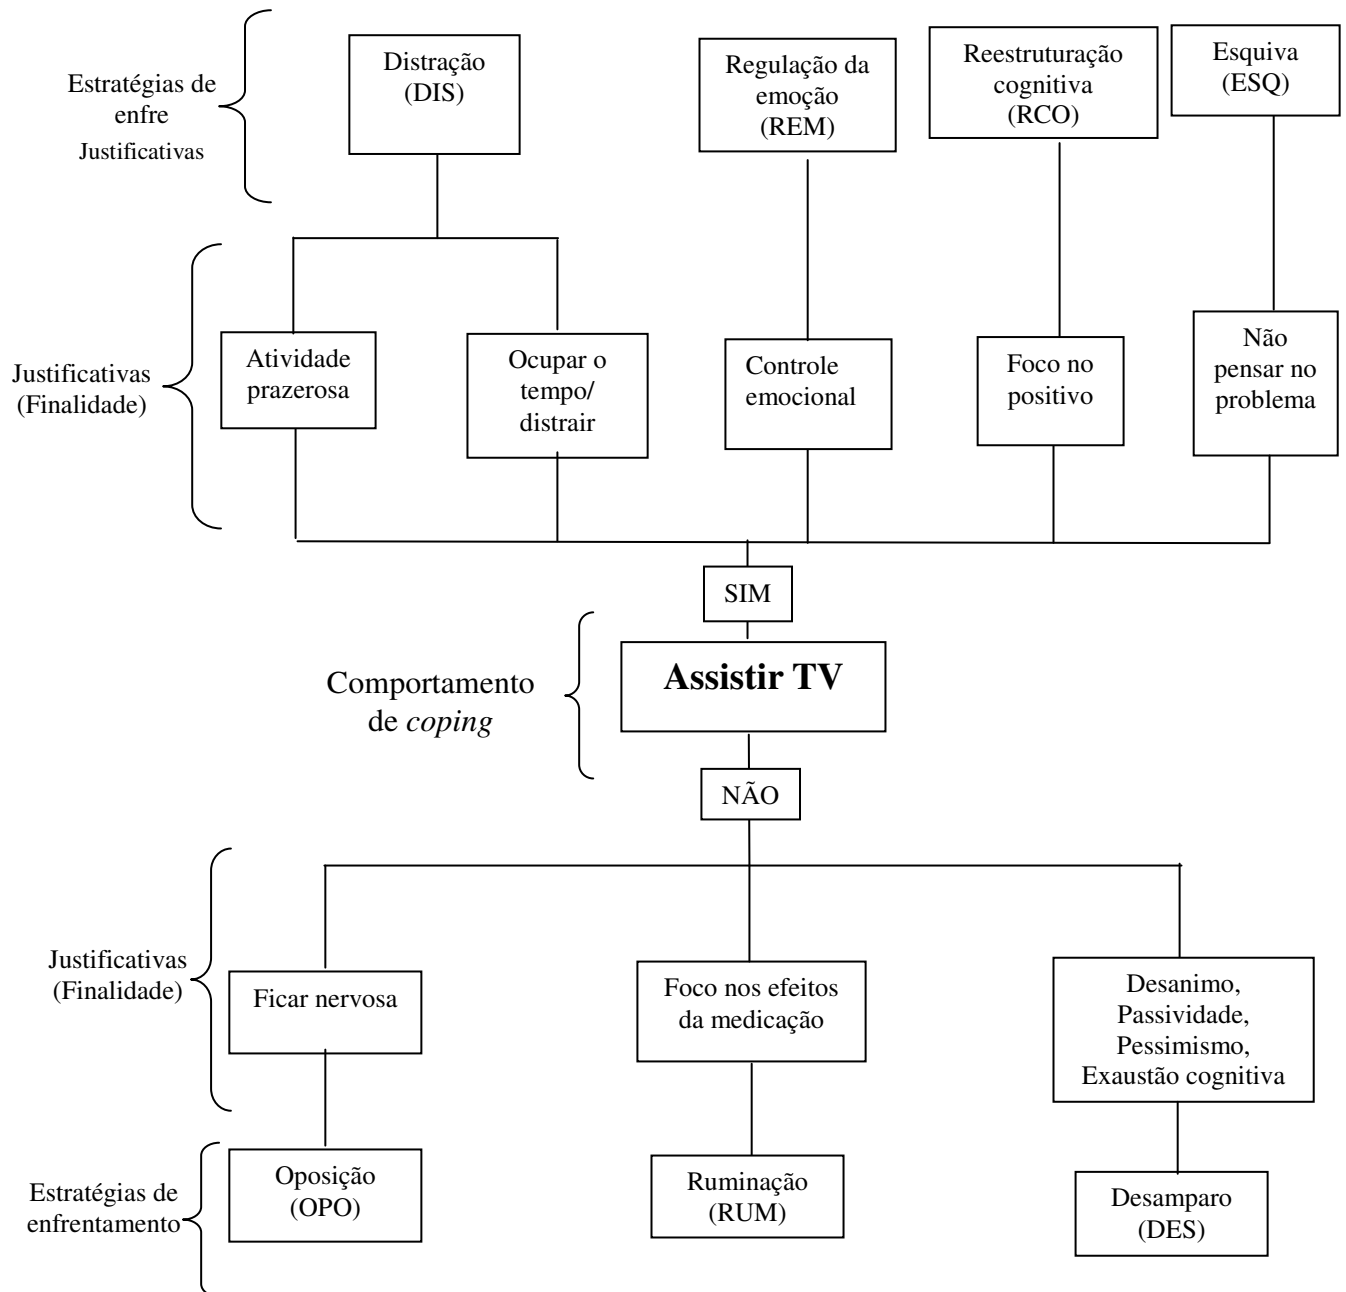 Estratégias de
enfre
Justificativas
Distração
(DIS)
Regulação da
emoção
(REM)
Reestruturação
cognitiva
(RCO)
Esquiva
(ESQ)
Justificativas
(Finalidade)
Atividade
prazerosa
Ocupar o
tempo/
distrair
Controle
emocional
Foco no
positivo
Não
pensar no
problema
SIM
Comportamento
de coping
Assistir TV
NÃO
Justificativas
(Finalidade)
Ficar nervosa
Foco nos efeitos
da medicação
Desanimo,
Passividade,
Pessimismo,
Exaustão cognitiva
Estratégias de
enfrentamento
Oposição
(OPO)
Ruminação
(RUM)
Desamparo
(DES)